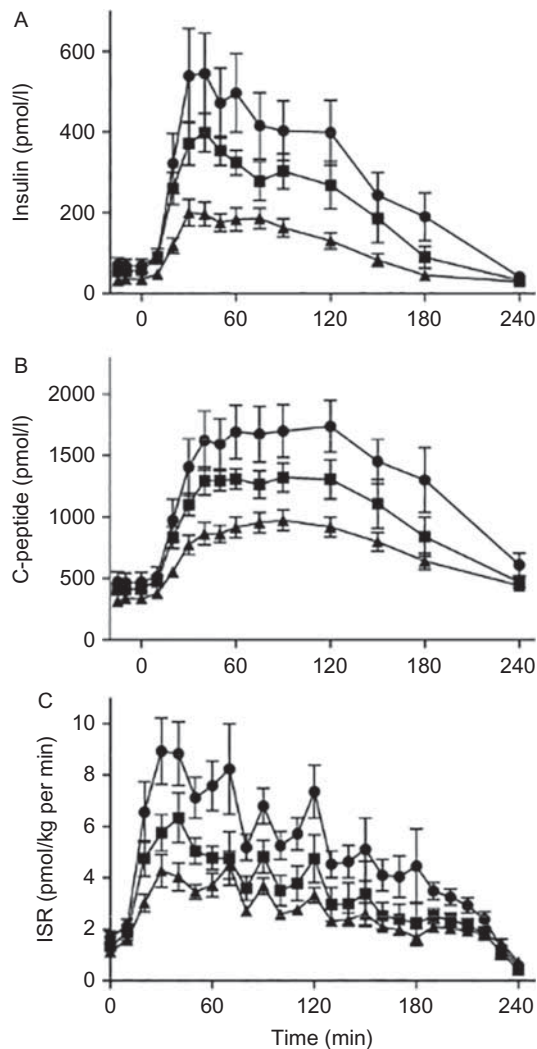 A
Insulin (pmol/l)
600
400
200
0
0 60 120 180 240
B
C-peptide (pmol/l)
2000
1500
1000
500
0
0 60 120 180 240
C
ISR (pmol/kg per min)
10
8
6
4
2
0
0 60 120 180 240
Time (min)